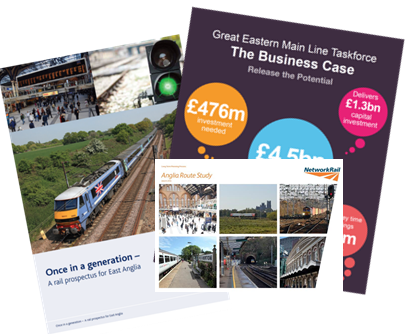 Once in a generation –
A rail prospectus for East Anglia
Great Eastern Main Line Taskforce
The Business Case
Release the Potential
£476m
investment
needed
Delivers
£1.3bn
capital
investment
£4.5bn
Anglia Route Study
NetworkRail